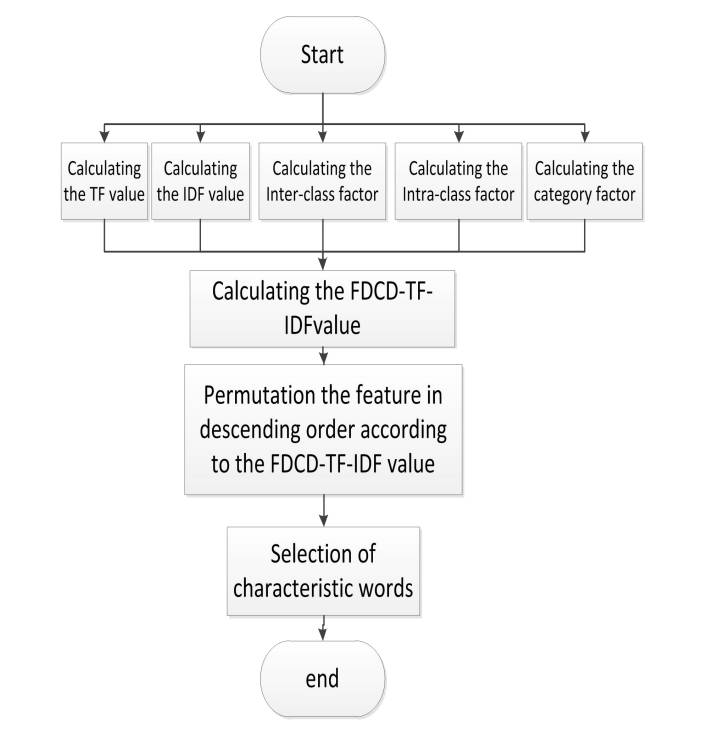 Start
Calculating
the TF value
Calculating
the IDF value
Calculating the
Inter-class factor
Calculating the
Intra-class factor
Calculating the
category factor
Calculating the FDCD-TF-
IDFvalue
Permutation the feature in
descending order according
to the FDCD-TF-IDF value
Selection of
characteristic words
end